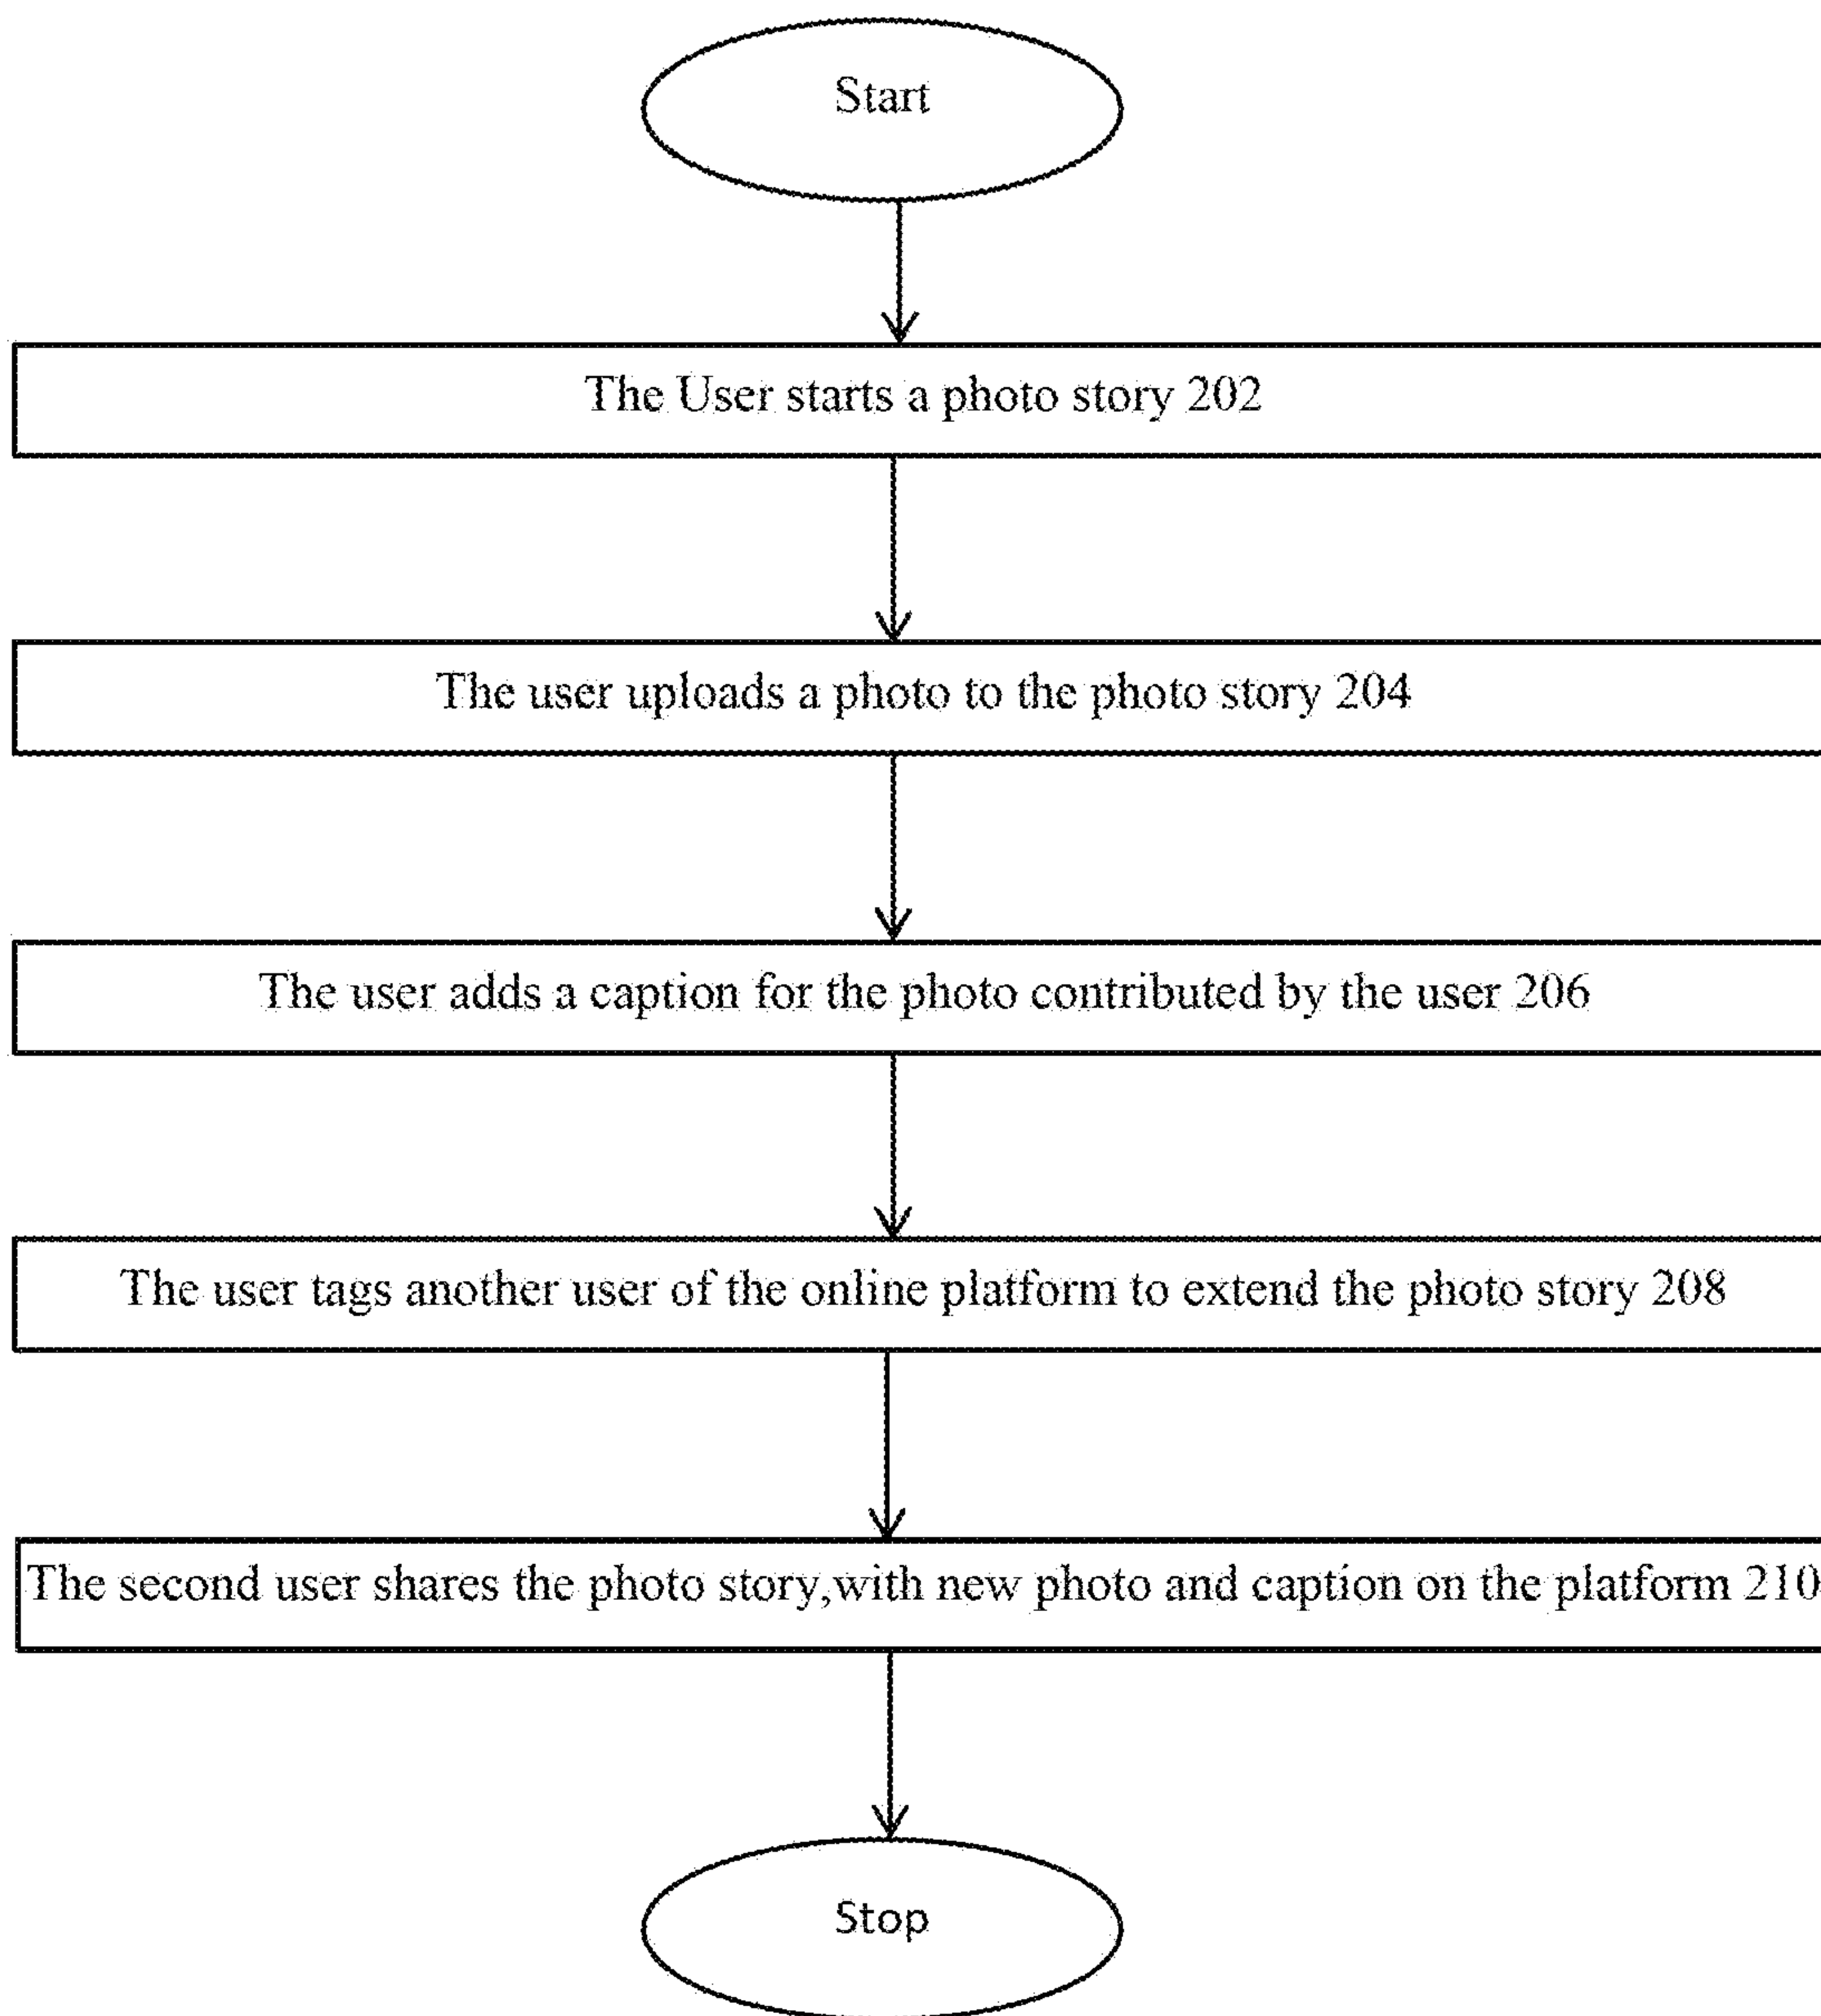 Start
The User starts a photo story 202
The user uploads a photo to the photo story 204
The user adds a caption for the photo contributed by the user 206
The user tags another user of the online platform to extend the photo story 208
The second user shares the photo story,with new photo and caption on the platform 210
Stop